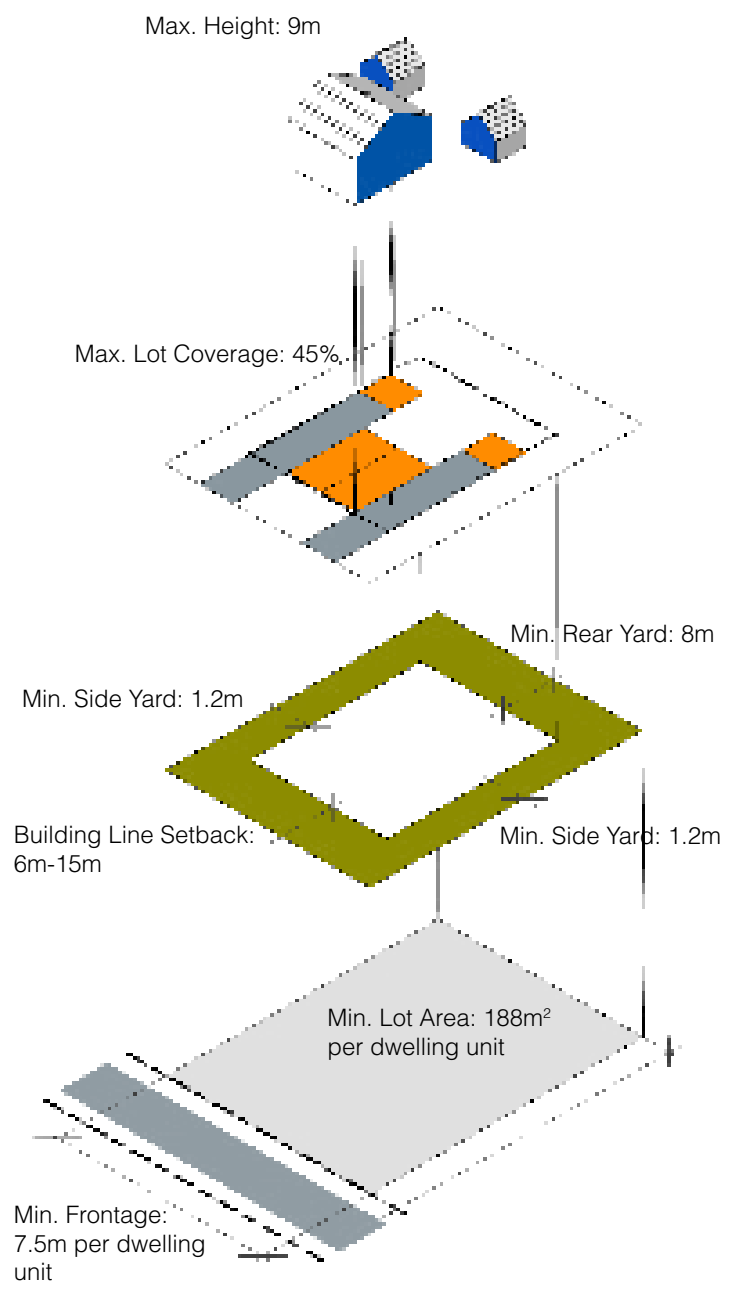 Max. Height: 9m
Max. Lot Coverage: 45%
Min. Rear Yard: 8m
Min. Side Yard: 1.2m
Building Line Setback:
6m-15m
Min. Side Yard: 1.2m
Min. Lot Area: 188m²
per dwelling unit
Min. Frontage:
7.5m per dwelling
unit